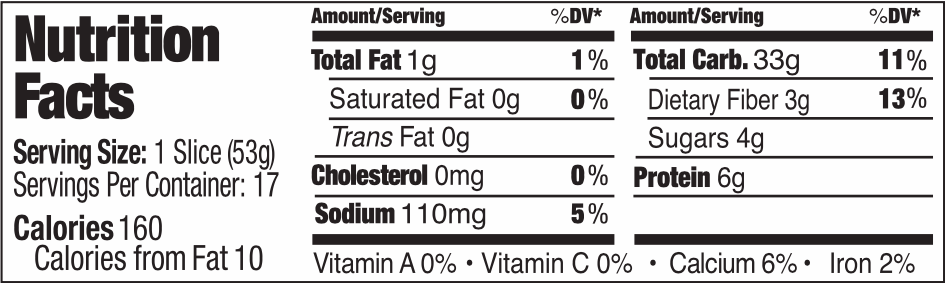 Nutrition
Facts
Serving Size: 1 Slice (53g)
Servings Per Container: 17
Calories 160
Calories from Fat 10
Amount/Serving %DV*
Total Fat 1g 1%
Saturated Fat 0g 0%
Trans Fat 0g
Cholesterol 0mg 0%
Sodium 110mg 5%
Amount/Serving %DV*
Total Carb. 33g 11%
Dietary Fiber 3g 13%
Sugars 4g
Protein 6g
Vitamin A 0% • Vitamin C 0% • Calcium 6% • Iron 2%